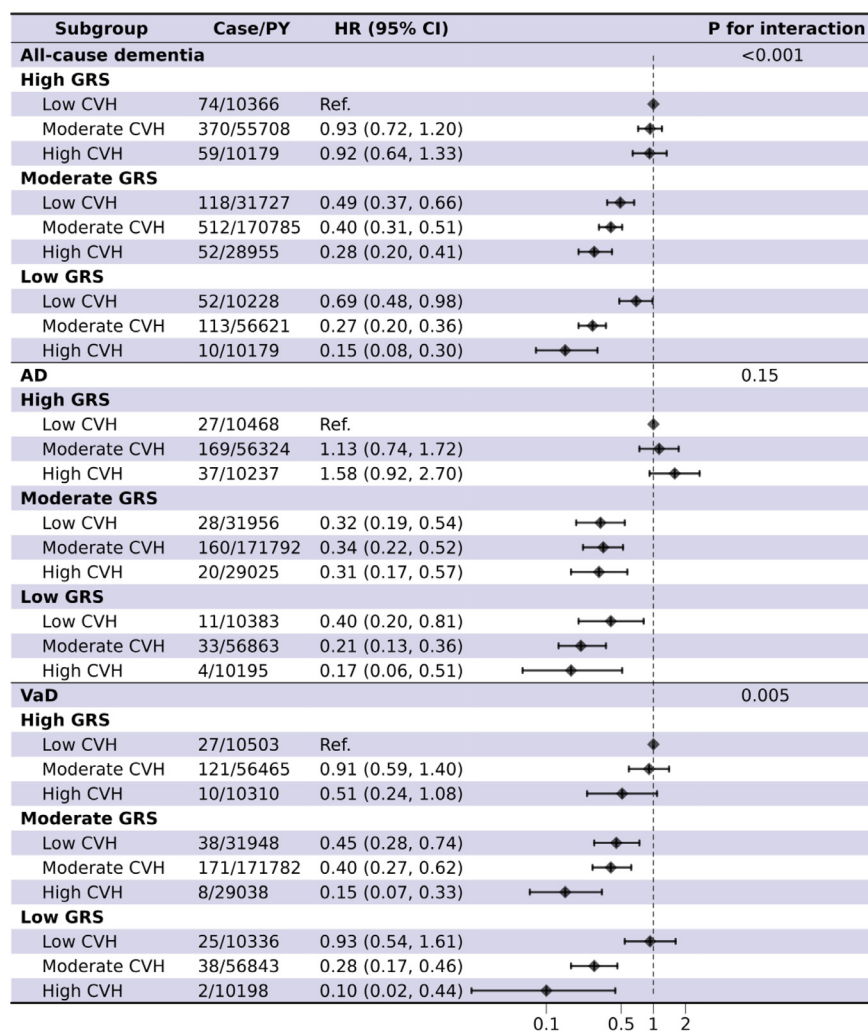 Subgroup Case/PY HR (95% CI) P for interaction
All-cause dementia <0.001
High GRS
Low CVH 74/10366 Ref.
Moderate CVH 370/55708 0.93 (0.72, 1.20)
High CVH 59/10179 0.92 (0.64, 1.33)
Moderate GRS
Low CVH 118/31727 0.49 (0.37, 0.66)
Moderate CVH 512/170785 0.40 (0.31, 0.51)
High CVH 52/28955 0.28 (0.20, 0.41)
Low GRS
Low CVH 52/10228 0.69 (0.48, 0.98)
Moderate CVH 113/56621 0.27 (0.20, 0.36)
High CVH 10/10179 0.15 (0.08, 0.30)
AD 0.15
High GRS
Low CVH 27/10468 Ref.
Moderate CVH 169/56324 1.13 (0.74, 1.72)
High CVH 37/10237 1.58 (0.92, 2.70)
Moderate GRS
Low CVH 28/31956 0.32 (0.19, 0.54)
Moderate CVH 160/171792 0.34 (0.22, 0.52)
High CVH 20/29025 0.31 (0.17, 0.57)
Low GRS
Low CVH 11/10383 0.40 (0.20, 0.81)
Moderate CVH 33/56863 0.21 (0.13, 0.36)
High CVH 4/10195 0.17 (0.06, 0.51)
VaD 0.005
High GRS
Low CVH 27/10503 Ref.
Moderate CVH 121/56465 0.91 (0.59, 1.40)
High CVH 10/10310 0.51 (0.24, 1.08)
Moderate GRS
Low CVH 38/31948 0.45 (0.28, 0.74)
Moderate CVH 171/171782 0.40 (0.27, 0.62)
High CVH 8/29038 0.15 (0.07, 0.33)
Low GRS
Low CVH 25/10336 0.93 (0.54, 1.61)
Moderate CVH 38/56843 0.28 (0.17, 0.46)
High CVH 2/10198 0.10 (0.02, 0.44)
0.1 0.5 1 2